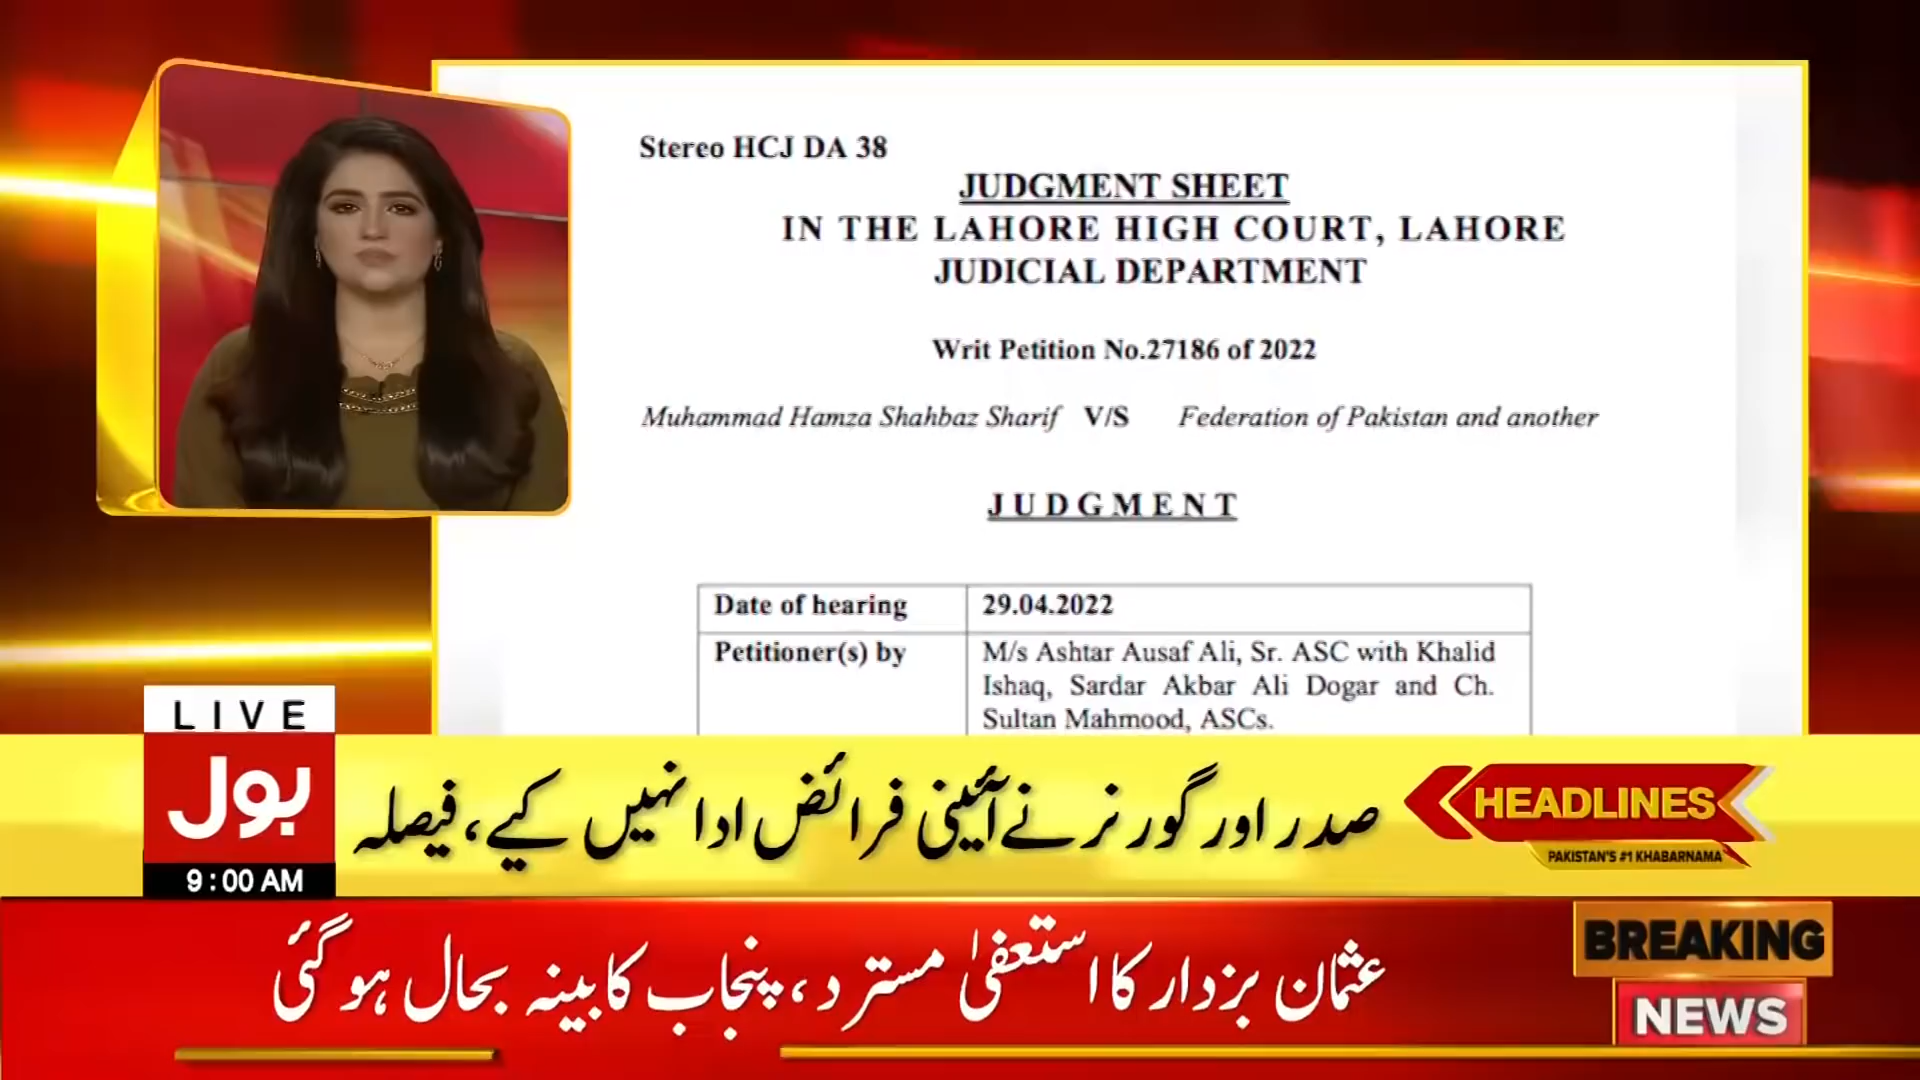 Stereo HCJ DA 38
JUDGMENT SHEET
IN THE LAHORE HIGH COURT, LAHORE
JUDICIAL DEPARTMENT
Writ Petition No.27186 of 2022
Muhammad Hamza Shahbaz Sharif V/S Federation of Pakistan and another
JUDGMENT
Date of hearing 29.04.2022
Petitioner(s) by M/s Ashtar Ausaf Ali, Sr. ASC with Khalid
Ishaq, Sardar Akbar Ali Dogar and Ch.
Sultan Mahmood, ASCs.
LIVE
بول
9:00 AM
صدر اور گورنر نے آئینی فرائض ادا نہیں کیے، فیصلہ
HEADLINES
PAKISTAN'S #1 KHABARNAMA
عثمان بزدار کا استعفیٰ مسترد، پنجاب کابینہ بحال ہو گئی
BREAKING
NEWS